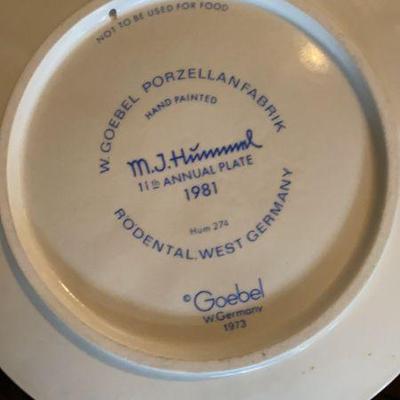 NOT TO BE USED FOR FOOD
W. GOEBEL PORZELLANFABRIK
HAND PAINTED
M.J.Hummel
11th ANNUAL PLATE
1981
Hum 274
RODENTAL.WEST GERMANY
©Goebel
W.Germany
1973